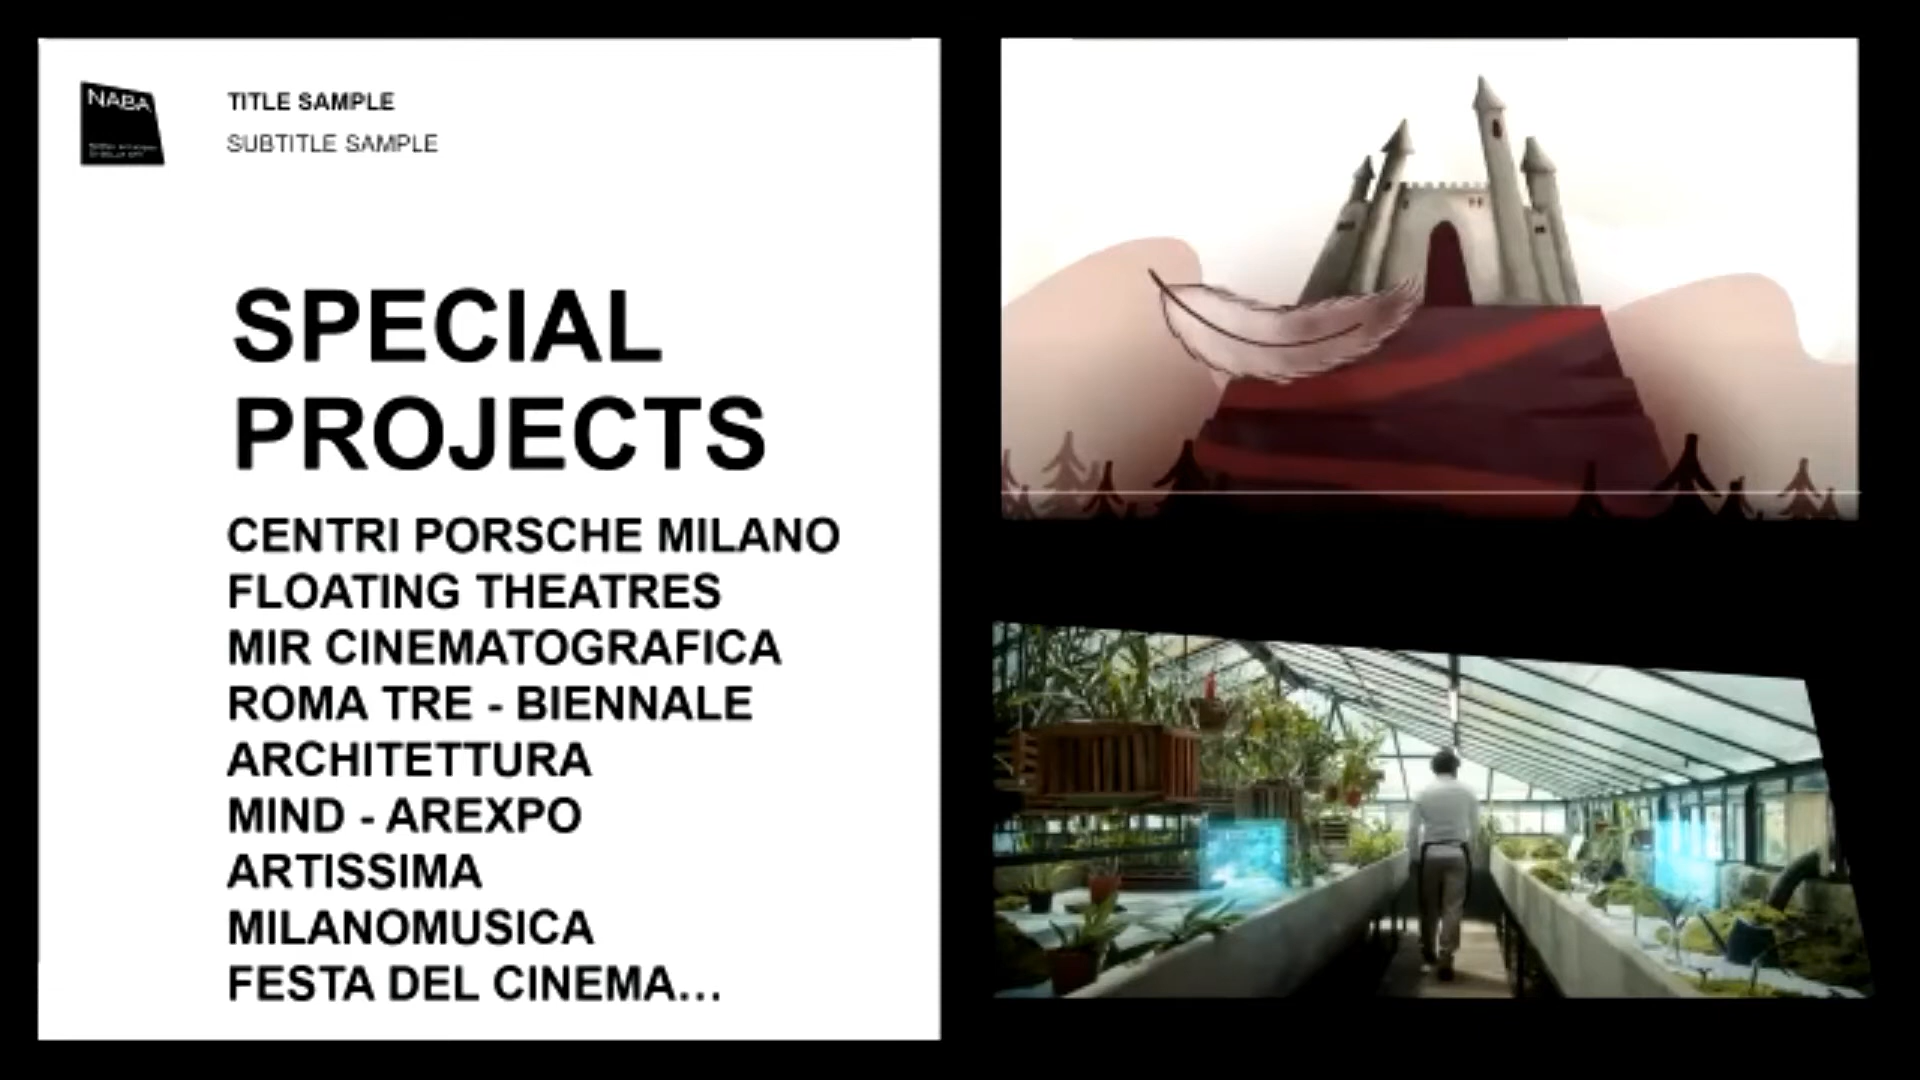 NABA
TITLE SAMPLE
SUBTITLE SAMPLE
SPECIAL
PROJECTS
CENTRI PORSCHE MILANO
FLOATING THEATRES
MIR CINEMATOGRAFICA
ROMA TRE - BIENNALE
ARCHITETTURA
MIND - AREXPO
ARTISSIMA
MILANOMUSICA
FESTA DEL CINEMA...